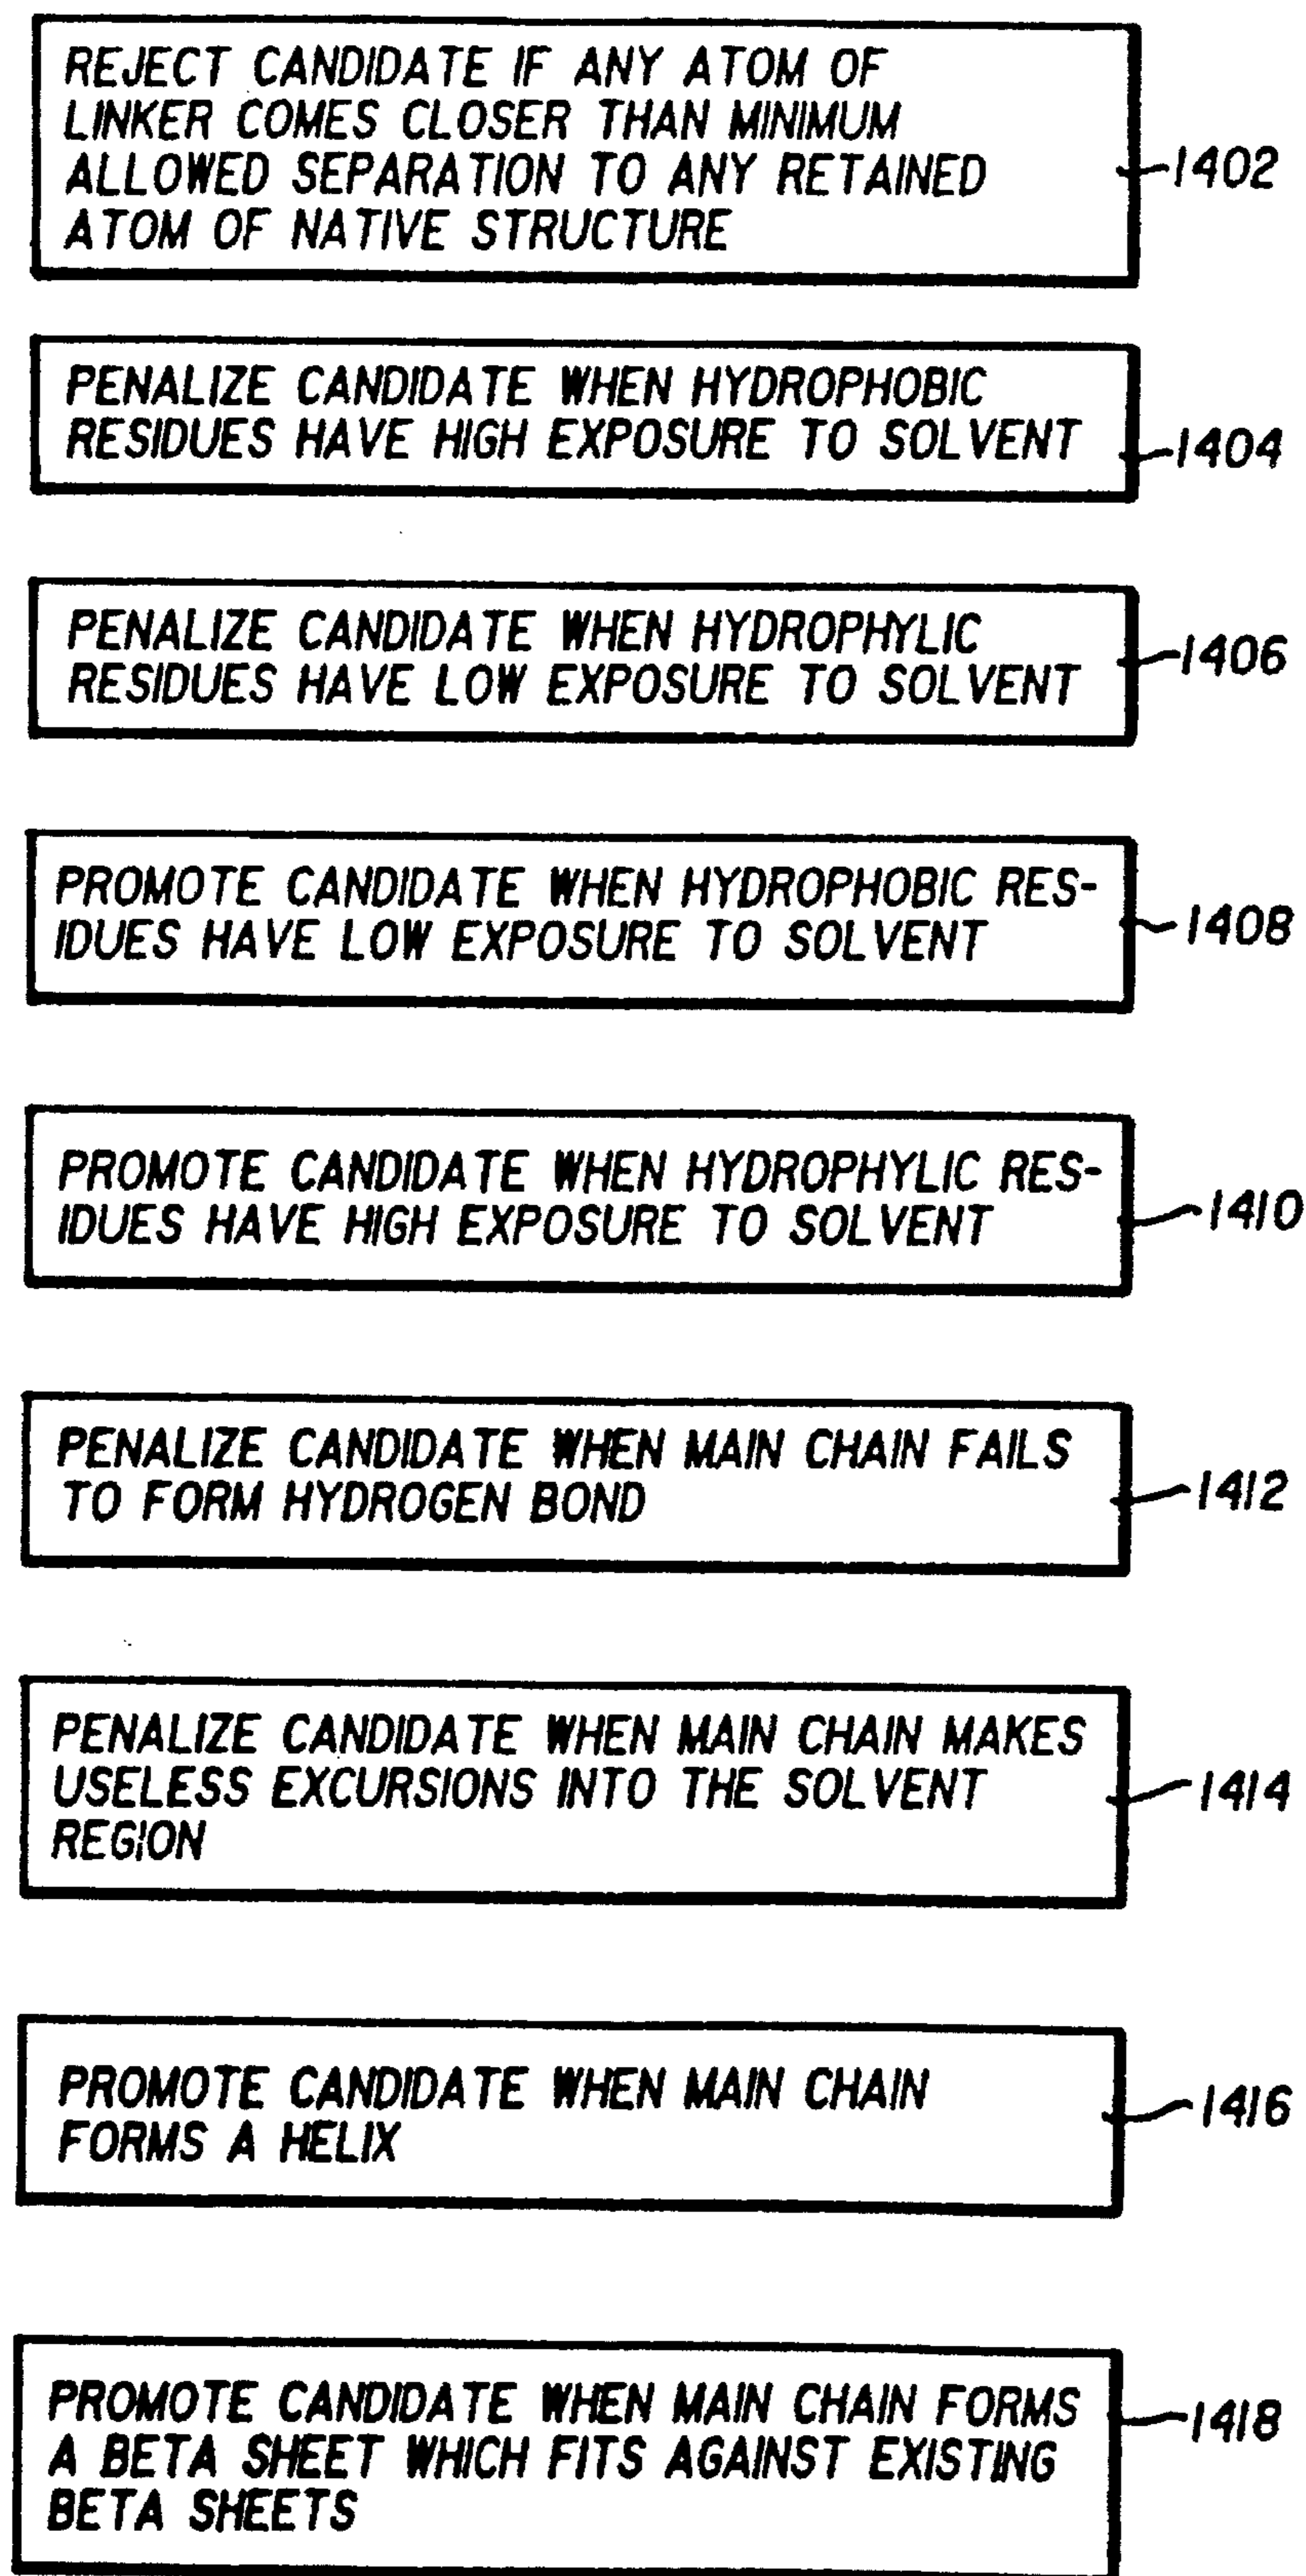 REJECT CANDIDATE IF ANY ATOM OF
LINKER COMES CLOSER THAN MINIMUM
ALLOWED SEPARATION TO ANY RETAINED
ATOM OF NATIVE STRUCTURE
1402
PENALIZE CANDIDATE WHEN HYDROPHOBIC
RESIDUES HAVE HIGH EXPOSURE TO SOLVENT
1404
PENALIZE CANDIDATE WHEN HYDROPHYLIC
RESIDUES HAVE LOW EXPOSURE TO SOLVENT
1406
PROMOTE CANDIDATE WHEN HYDROPHOBIC RES-
IDUES HAVE LOW EXPOSURE TO SOLVENT
1408
PROMOTE CANDIDATE WHEN HYDROPHYLIC RES-
IDUES HAVE HIGH EXPOSURE TO SOLVENT
1410
PENALIZE CANDIDATE WHEN MAIN CHAIN FAILS
TO FORM HYDROGEN BOND
1412
PENALIZE CANDIDATE WHEN MAIN CHAIN MAKES
USELESS EXCURSIONS INTO THE SOLVENT
REGION
1414
PROMOTE CANDIDATE WHEN MAIN CHAIN
FORMS A HELIX
1416
PROMOTE CANDIDATE WHEN MAIN CHAIN FORMS
A BETA SHEET WHICH FITS AGAINST EXISTING
BETA SHEETS
1418